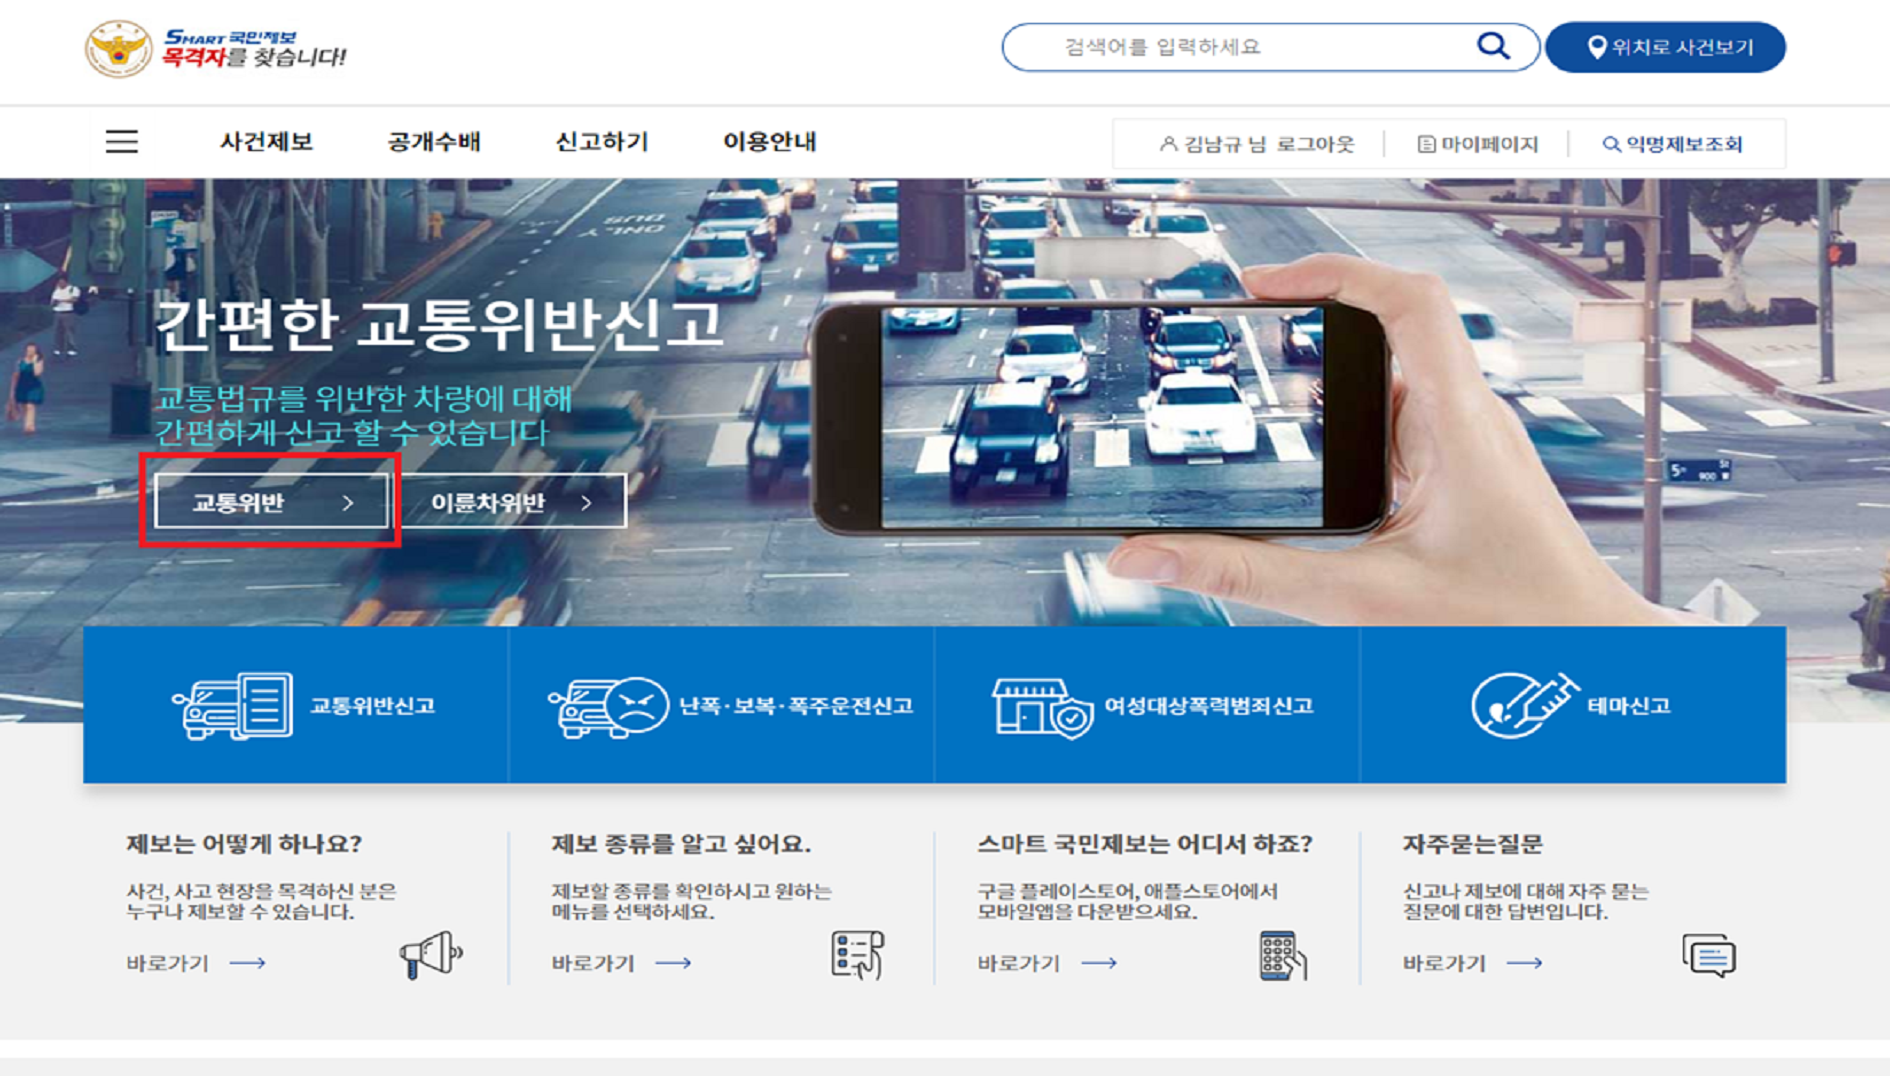 SMART 국민제보
목격자를 찾습니다!
검색어를 입력하세요
위치로 사건보기
사건제보
공개수배
신고하기
이용안내
김남규 님 로그아웃
마이페이지
익명제보조회
BUS
ONLY
간편한 교통위반신고
교통법규를 위반한 차량에 대해
간편하게 신고 할 수 있습니다
교통위반 >
이륜차위반 >
5th St
900 W
교통위반신고
난폭·보복·폭주운전신고
여성대상폭력범죄신고
테마신고
제보는 어떻게 하나요?
사건, 사고 현장을 목격하신 분은
누구나 제보할 수 있습니다.
바로가기
제보 종류를 알고 싶어요.
제보할 종류를 확인하시고 원하는
메뉴를 선택하세요.
바로가기
스마트 국민제보는 어디서 하죠?
구글 플레이스토어, 애플스토어에서
모바일앱을 다운받으세요.
바로가기
자주묻는질문
신고나 제보에 대해 자주 묻는
질문에 대한 답변입니다.
바로가기